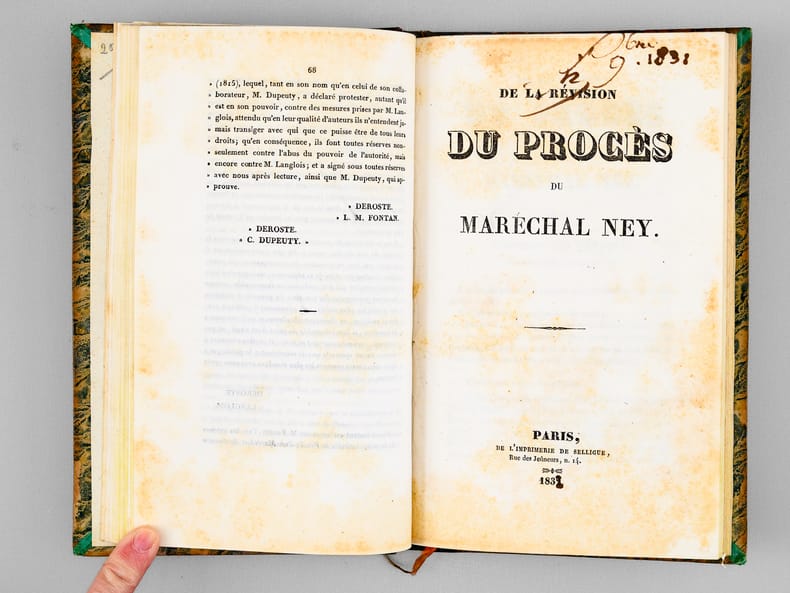 68
» (1815), lequel, tant en son nom qu'en celui de son colla-
» borateur, M. Dupeuty, a déclaré protester, autant qu'il
» est en son pouvoir, contre des mesures prises par M. Lan-
» glois, attendu qu'en leur qualité d'auteurs ils n'entendent ja-
» mais transiger avec qui que ce puisse être de tous leurs
» droits; qu'en conséquence, ils font toutes réserves non-
» seulement contre l'abus du pouvoir de l'autorité, mais
» encore contre M. Langlois; et a signé sous toutes réserves
» avec nous après lecture, ainsi que M. Dupeuty, qui ap-
» prouve.
» DEROSTE.
» L. M. FONTAN.
» DEROSTE.
» C. DUPEUTY. »
9bre
9. 1831
DE LA RÉVISION
DU PROCÈS
DU
MARÉCHAL NEY.
PARIS,
DE L'IMPRIMERIE DE SELLIGUE,
Rue des Jeûneurs, n. 14.
1831